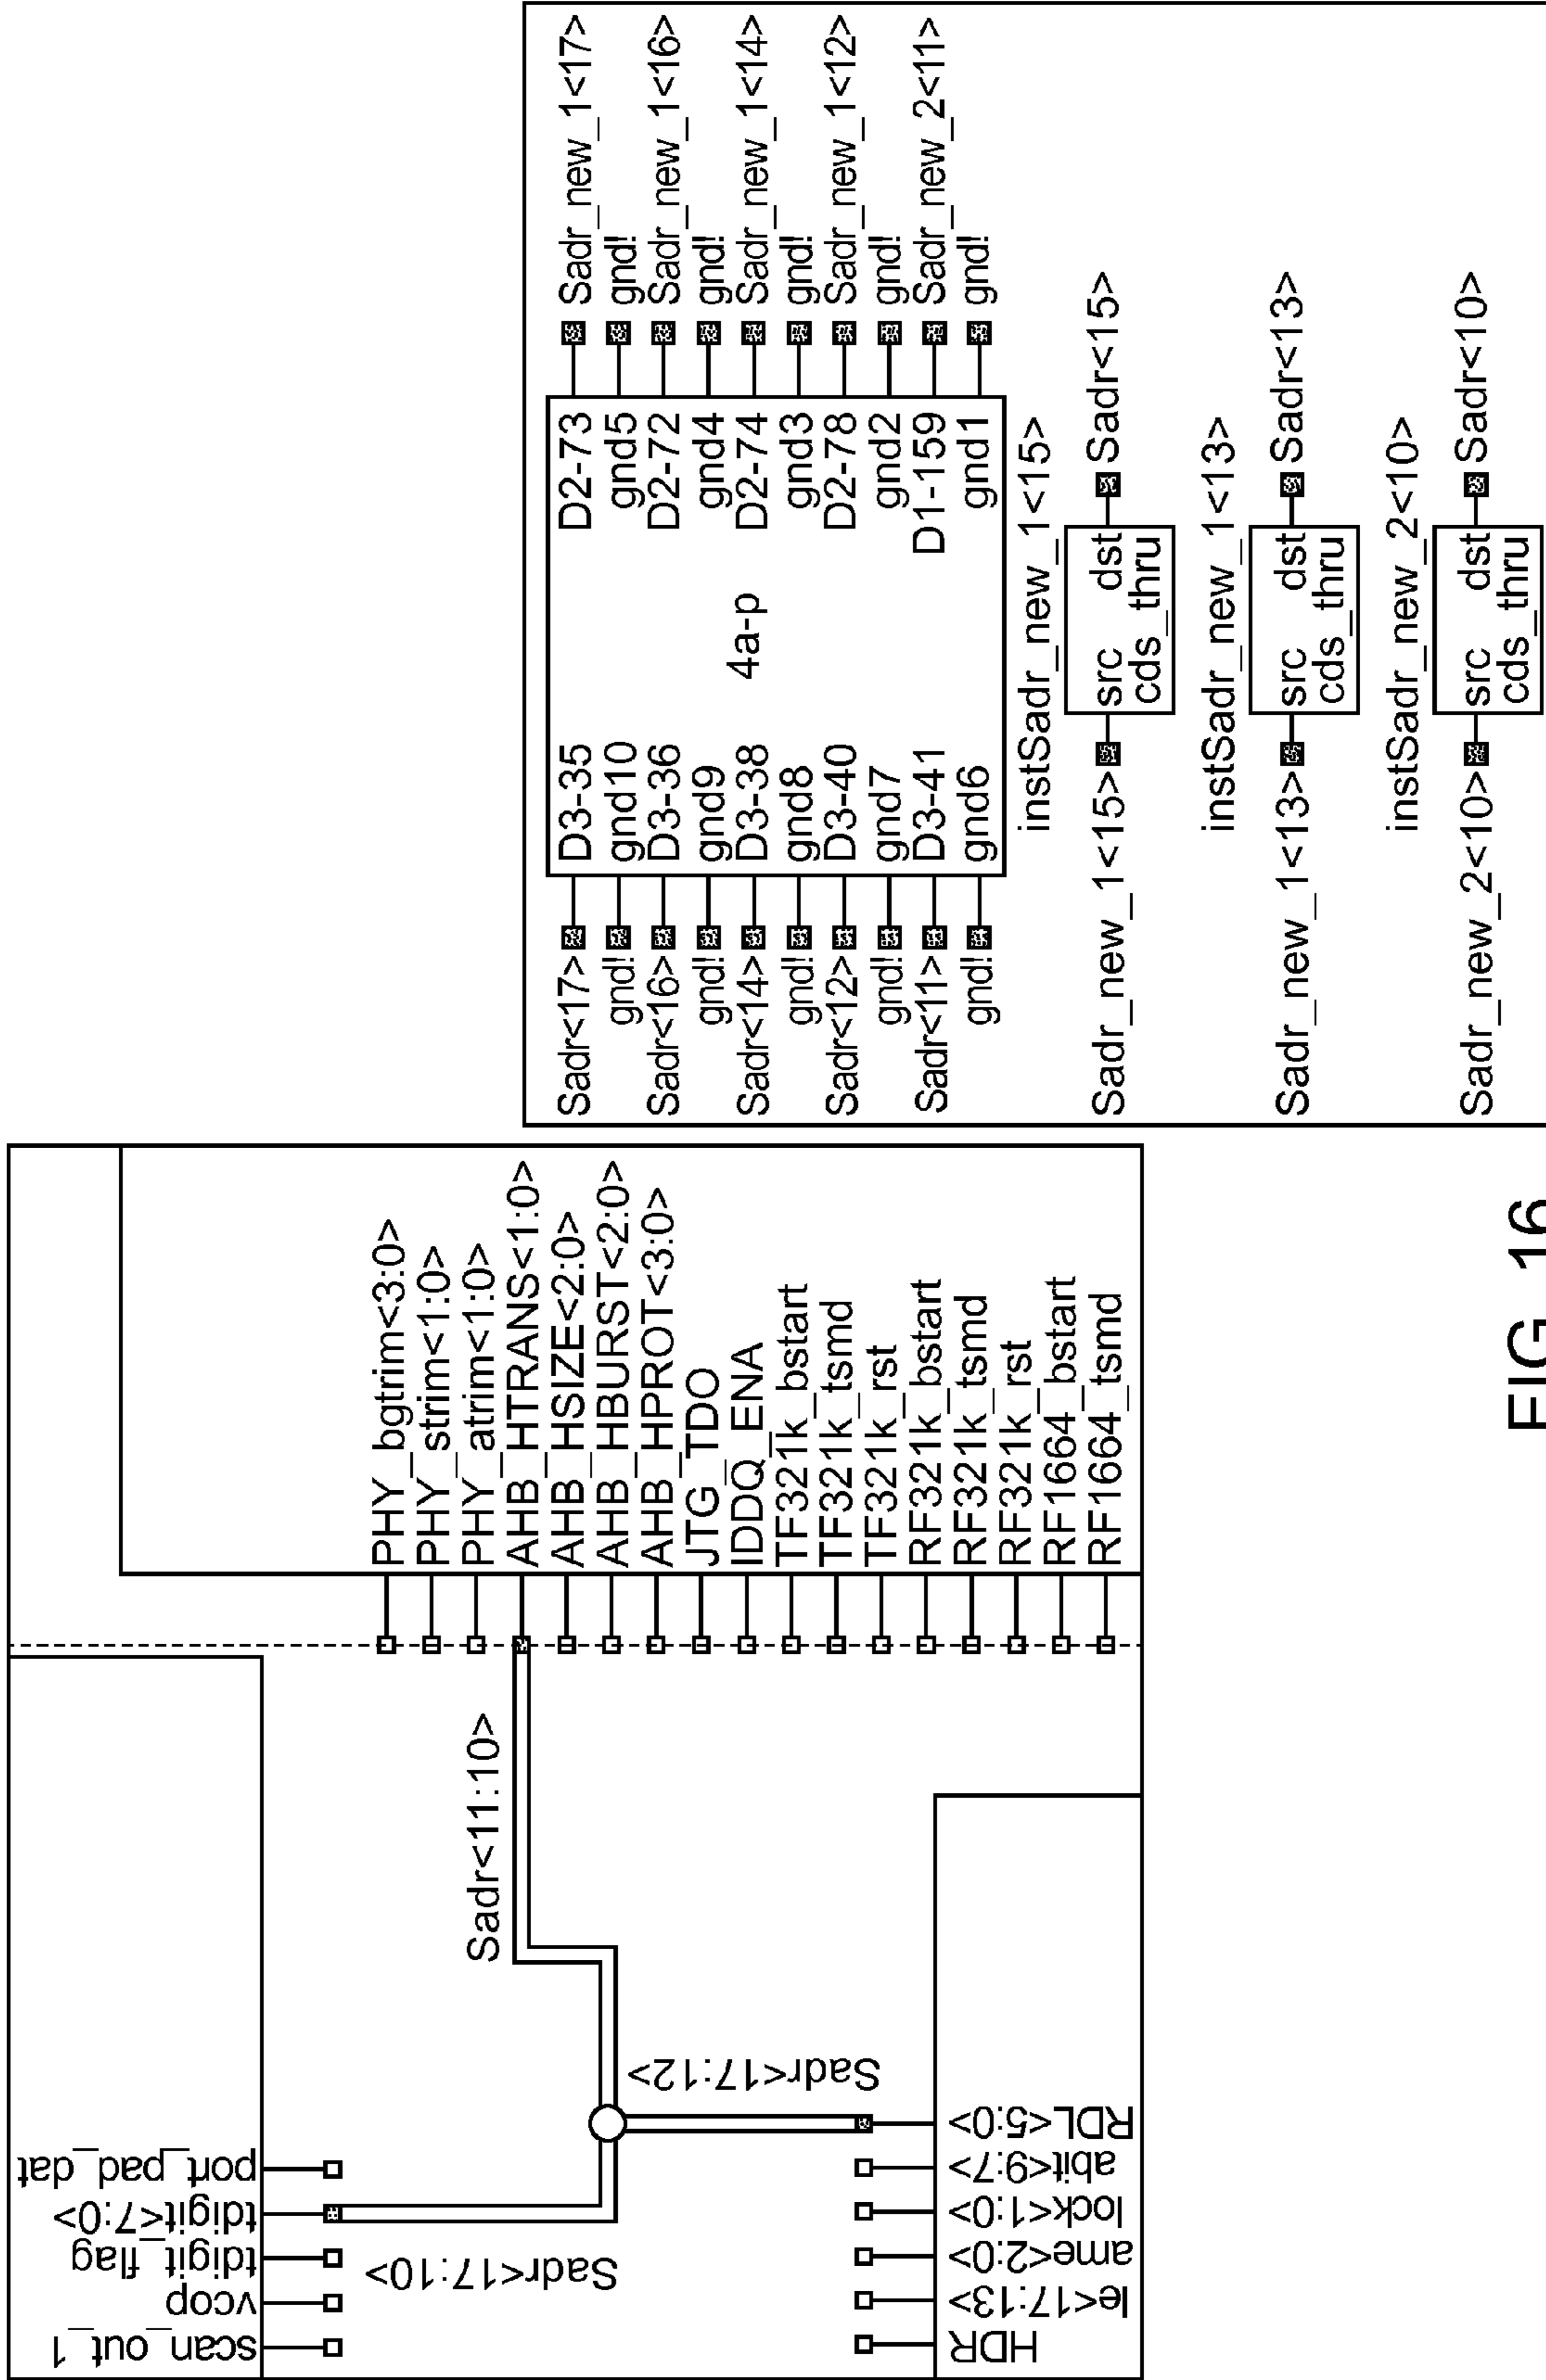 scan_out_1
vcop
tdigit_flag
tdigit<7:0>
port_pad_dat
Sadr<17:10>
Sadr<17:12>
Sadr<11:10>
HDR
le<17:13>
ame<2:0>
lock<1:0>
abit<9:7>
RDL<5:0>
PHY_bgtrim<3:0>
PHY_strim<1:0>
PHY_atrim<1:0>
AHB_HTRANS<1:0>
AHB_HSIZE<2:0>
AHB_HBURST<2:0>
AHB_HPROT<3:0>
JTG_TDO
IDDQ_ENA
TF321k_bstart
TF321k_tsmd
TF321k_rst
RF321k_bstart
RF321k_tsmd
RF321k_rst
RF1664_bstart
RF1664_tsmd
Sadr<17> D3-35 D2-73 Sadr_new_1<17>
gnd! gnd10 gnd5 gnd!
Sadr<16> D3-36 D2-72 Sadr_new_1<16>
gnd! gnd9 gnd4 gnd!
Sadr<14> D3-38 4a-p D2-74 Sadr_new_1<14>
gnd! gnd8 gnd3 gnd!
Sadr<12> D3-40 D2-78 Sadr_new_1<12>
gnd! gnd7 gnd2 gnd!
Sadr<11> D3-41 D1-159 Sadr_new_2<11>
gnd! gnd6 gnd1 gnd!
instSadr_new_1<15>
Sadr_new_1<15> src dst Sadr<15>
cds_thru
instSadr_new_1<13>
Sadr_new_1<13> src dst Sadr<13>
cds_thru
instSadr_new_2<10>
Sadr_new_2<10> src dst Sadr<10>
cds_thru
FIG. 16